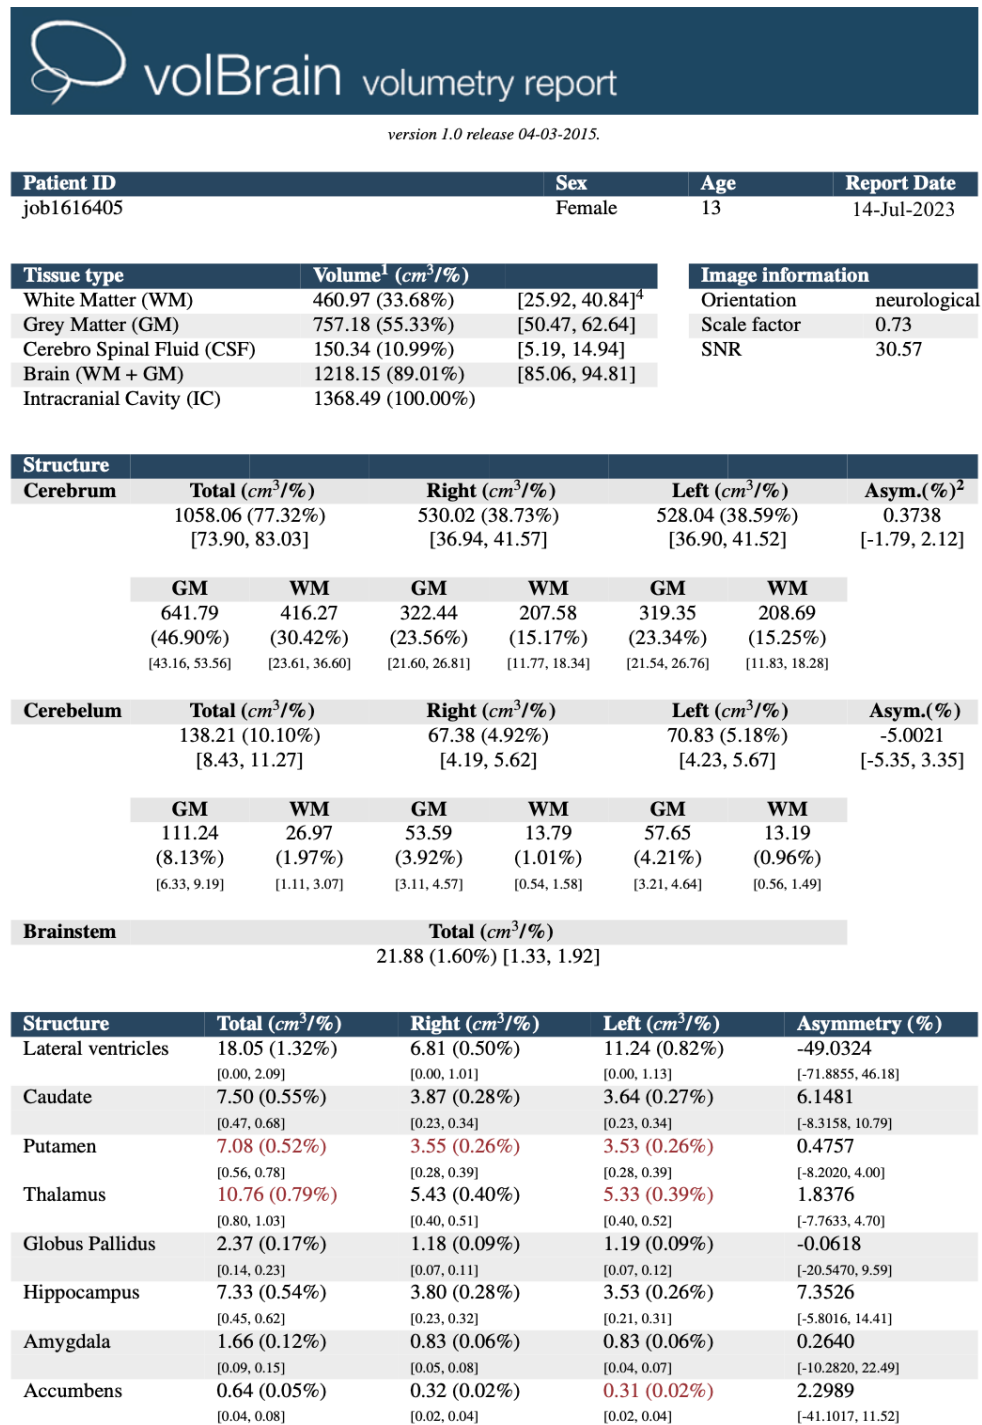 volBrain volumetry report
version 1.0 release 04-03-2015.
Patient ID Sex Age Report Date
job1616405 Female 13 14-Jul-2023
Tissue type Volume¹ (cm³/%) Image information
White Matter (WM) 460.97 (33.68%) [25.92, 40.84]⁴ Orientation neurological
Grey Matter (GM) 757.18 (55.33%) [50.47, 62.64] Scale factor 0.73
Cerebro Spinal Fluid (CSF) 150.34 (10.99%) [5.19, 14.94] SNR 30.57
Brain (WM + GM) 1218.15 (89.01%) [85.06, 94.81]
Intracranial Cavity (IC) 1368.49 (100.00%)
Structure
Cerebrum Total (cm³/%) Right (cm³/%) Left (cm³/%) Asym.(%)²
1058.06 (77.32%) 530.02 (38.73%) 528.04 (38.59%) 0.3738
[73.90, 83.03] [36.94, 41.57] [36.90, 41.52] [-1.79, 2.12]
GM WM GM WM GM WM
641.79 416.27 322.44 207.58 319.35 208.69
(46.90%) (30.42%) (23.56%) (15.17%) (23.34%) (15.25%)
[43.16, 53.56] [23.61, 36.60] [21.60, 26.81] [11.77, 18.34] [21.54, 26.76] [11.83, 18.28]
Cerebelum Total (cm³/%) Right (cm³/%) Left (cm³/%) Asym.(%)
138.21 (10.10%) 67.38 (4.92%) 70.83 (5.18%) -5.0021
[8.43, 11.27] [4.19, 5.62] [4.23, 5.67] [-5.35, 3.35]
GM WM GM WM GM WM
111.24 26.97 53.59 13.79 57.65 13.19
(8.13%) (1.97%) (3.92%) (1.01%) (4.21%) (0.96%)
[6.33, 9.19] [1.11, 3.07] [3.11, 4.57] [0.54, 1.58] [3.21, 4.64] [0.56, 1.49]
Brainstem Total (cm³/%)
21.88 (1.60%) [1.33, 1.92]
Structure Total (cm³/%) Right (cm³/%) Left (cm³/%) Asymmetry (%)
Lateral ventricles 18.05 (1.32%) 6.81 (0.50%) 11.24 (0.82%) -49.0324
[0.00, 2.09] [0.00, 1.01] [0.00, 1.13] [-71.8855, 46.18]
Caudate 7.50 (0.55%) 3.87 (0.28%) 3.64 (0.27%) 6.1481
[0.47, 0.68] [0.23, 0.34] [0.23, 0.34] [-8.3158, 10.79]
Putamen 7.08 (0.52%) 3.55 (0.26%) 3.53 (0.26%) 0.4757
[0.56, 0.78] [0.28, 0.39] [0.28, 0.39] [-8.2020, 4.00]
Thalamus 10.76 (0.79%) 5.43 (0.40%) 5.33 (0.39%) 1.8376
[0.80, 1.03] [0.40, 0.51] [0.40, 0.52] [-7.7633, 4.70]
Globus Pallidus 2.37 (0.17%) 1.18 (0.09%) 1.19 (0.09%) -0.0618
[0.14, 0.23] [0.07, 0.11] [0.07, 0.12] [-20.5470, 9.59]
Hippocampus 7.33 (0.54%) 3.80 (0.28%) 3.53 (0.26%) 7.3526
[0.45, 0.62] [0.23, 0.32] [0.21, 0.31] [-5.8016, 14.41]
Amygdala 1.66 (0.12%) 0.83 (0.06%) 0.83 (0.06%) 0.2640
[0.09, 0.15] [0.05, 0.08] [0.04, 0.07] [-10.2820, 22.49]
Accumbens 0.64 (0.05%) 0.32 (0.02%) 0.31 (0.02%) 2.2989
[0.04, 0.08] [0.02, 0.04] [0.02, 0.04] [-41.1017, 11.52]